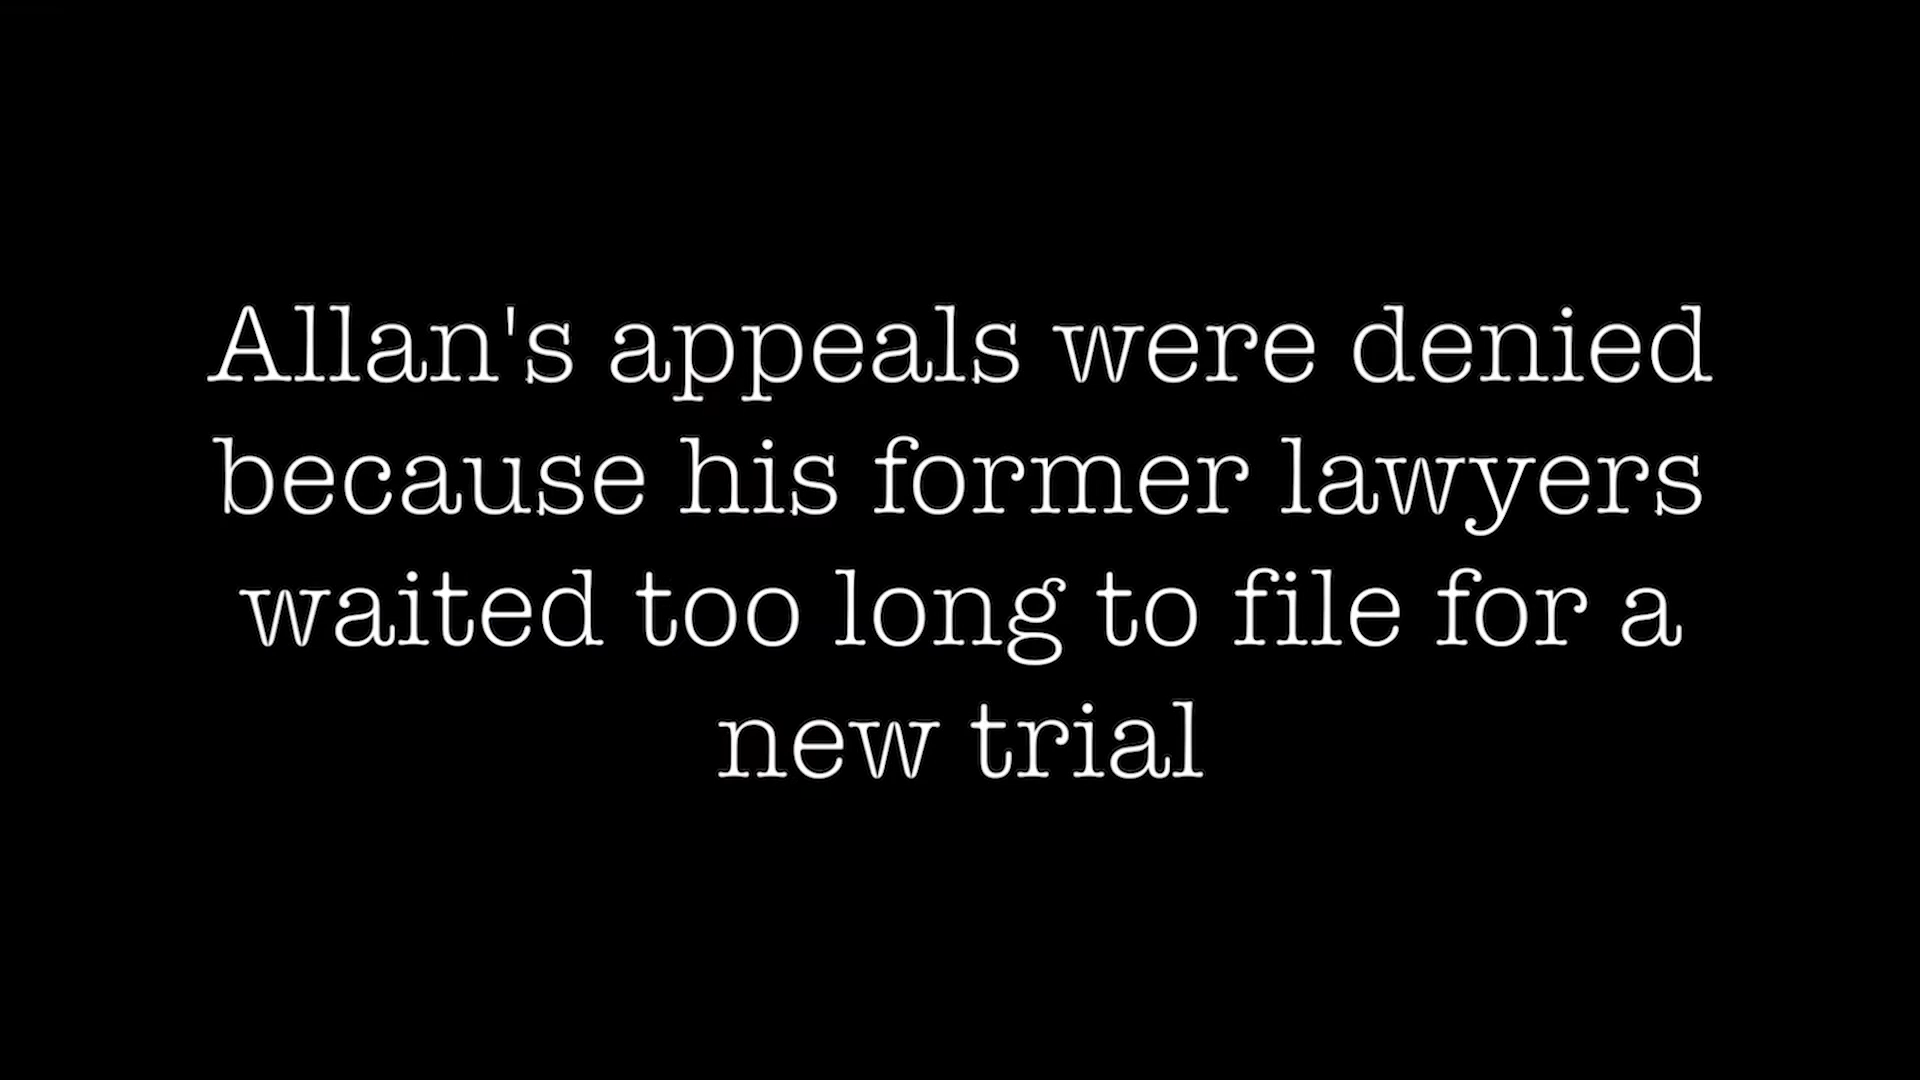 Allan's appeals were denied
because his former lawyers
waited too long to file for a
new trial